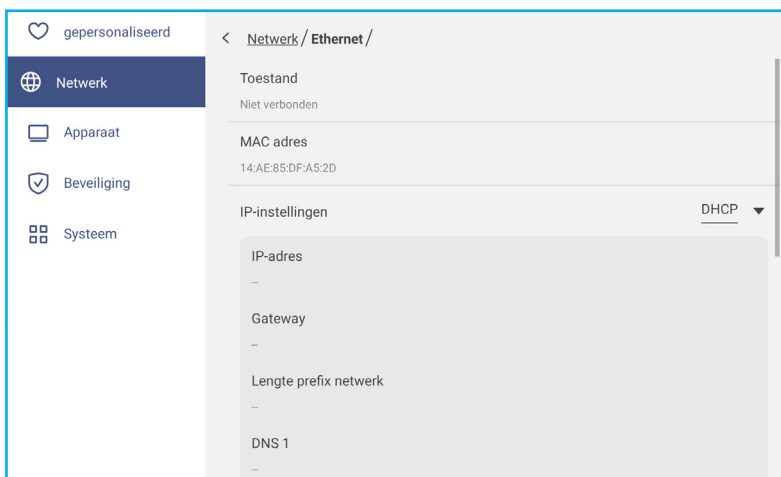 gepersonaliseerd
Netwerk
Apparaat
Beveiliging
Systeem
< Netwerk/Ethernet/
Toestand
Niet verbonden
MAC adres
14:AE:85:DF:A5:2D
IP-instellingen DHCP
IP-adres
--
Gateway
--
Lengte prefix netwerk
--
DNS 1
--